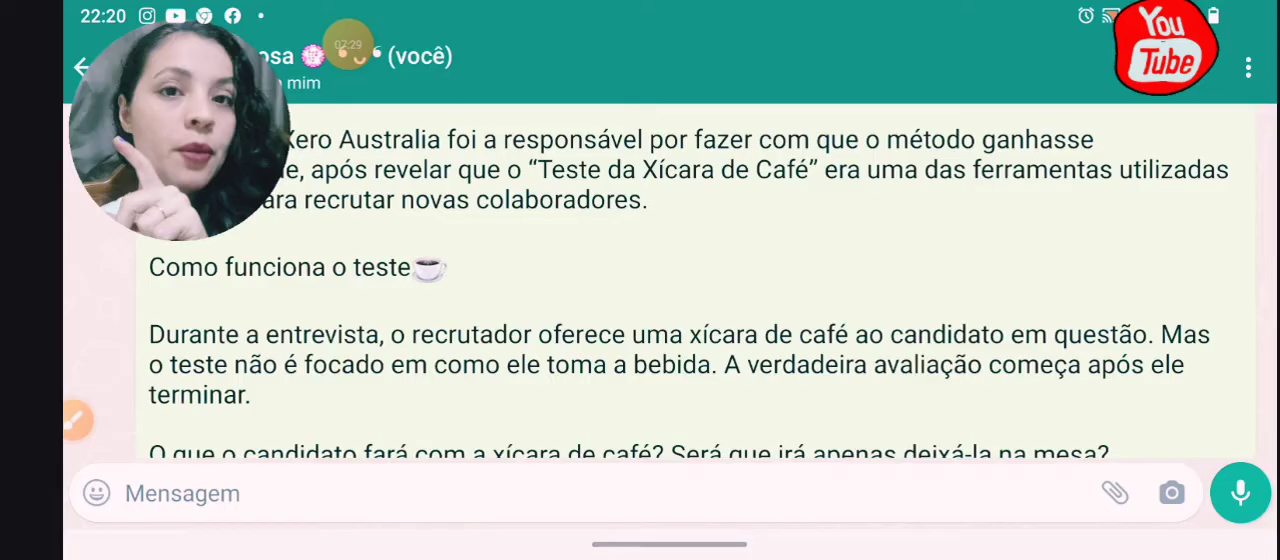 22:20
07:29
osa (você)
mim
You
Tube
Xero Australia foi a responsável por fazer com que o método ganhasse
e, após revelar que o “Teste da Xícara de Café” era uma das ferramentas utilizadas
ara recrutar novas colaboradores.
Como funciona o teste
Durante a entrevista, o recrutador oferece uma xícara de café ao candidato em questão. Mas
o teste não é focado em como ele toma a bebida. A verdadeira avaliação começa após ele
terminar.
O que o candidato fará com a xícara de café? Será que irá apenas deixá-la na mesa?
Mensagem